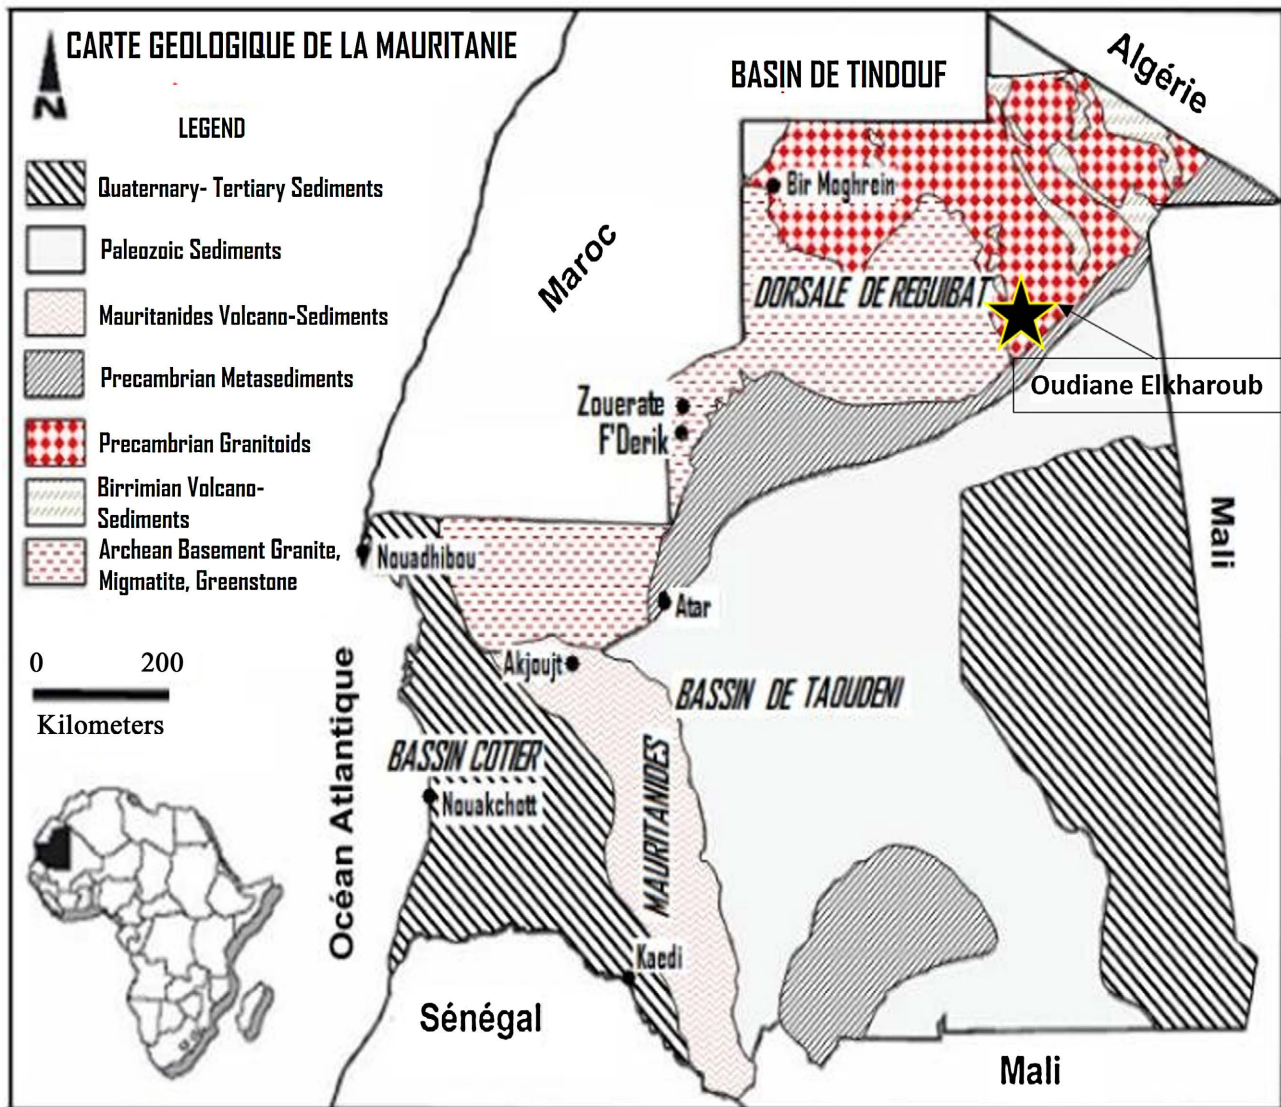 CARTE GEOLOGIQUE DE LA MAURITANIE
N
LEGEND
Quaternary- Tertiary Sediments
Paleozoic Sediments
Mauritanides Volcano-Sediments
Precambrian Metasediments
Precambrian Granitoids
Birrimian Volcano-
Sediments
Archean Basement Granite,
Migmatite, Greenstone
0 200
Kilometers
BASIN DE TINDOUF
Algérie
Bir Moghrein
Maroc
DORSALE DE REGUIBAT
Oudiane Elkharoub
Zouerate
F'Derik
Mali
Nouadhibou
Atar
Akjoujt
BASSIN DE TAOUDENI
Océan Atlantique
BASSIN COTIER
Nouakchott
MAURITANIDES
Kaedi
Sénégal
Mali